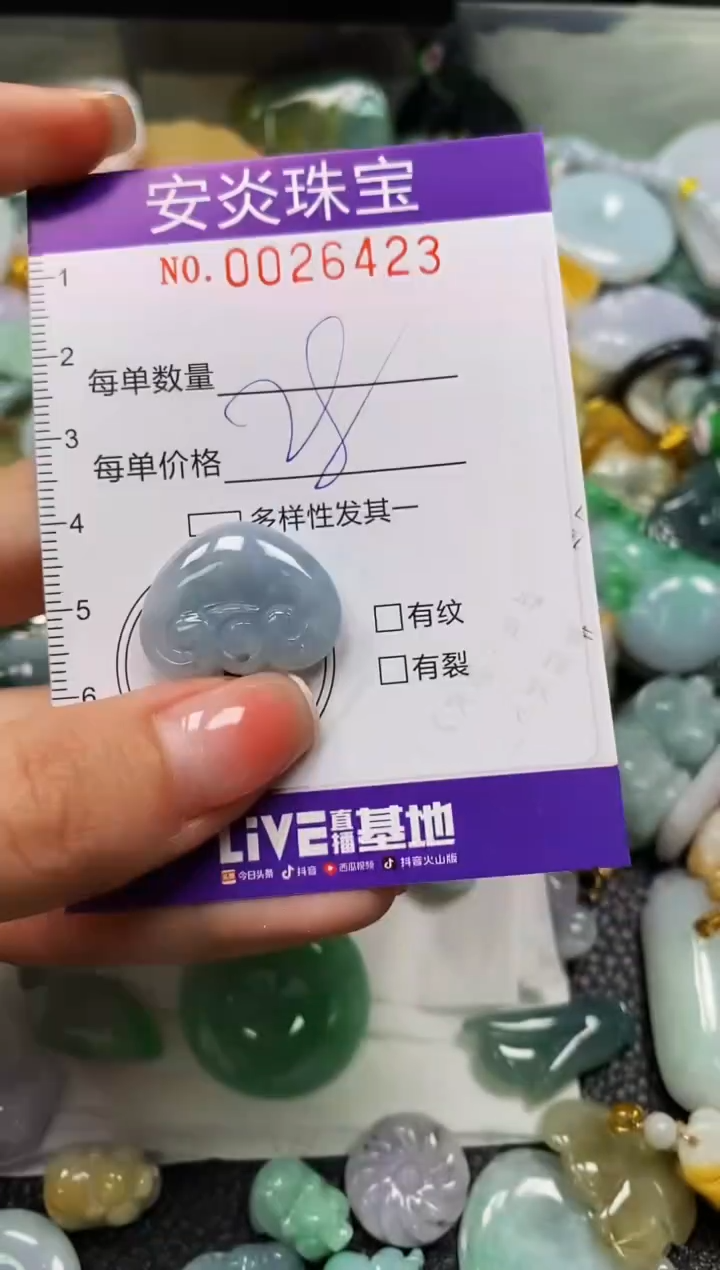 安炎珠宝
NO.0026423
1
2
每单数量
3
每单价格
4
多样性发其一
5
有纹
有裂
6
LiVE直播基地
今日头条 抖音 西瓜视频 抖音火山版